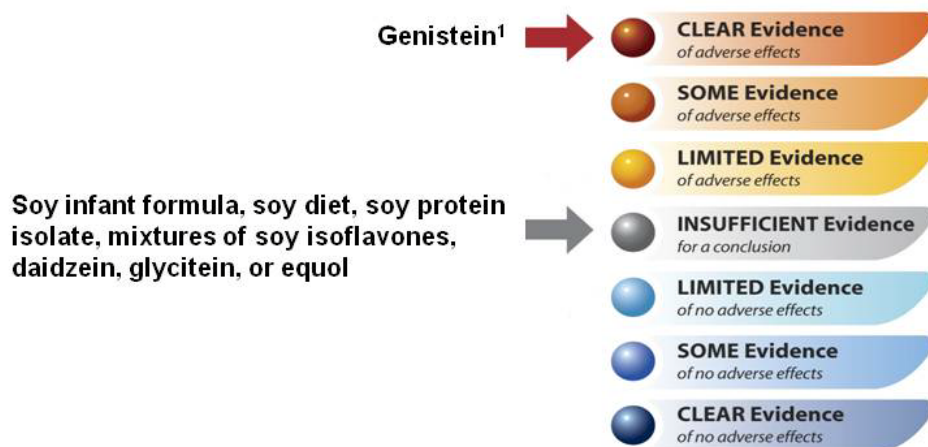 Genistein¹
CLEAR Evidence
of adverse effects
SOME Evidence
of adverse effects
LIMITED Evidence
of adverse effects
Soy infant formula, soy diet, soy protein
isolate, mixtures of soy isoflavones,
daidzein, glycitein, or equol
INSUFFICIENT Evidence
for a conclusion
LIMITED Evidence
of no adverse effects
SOME Evidence
of no adverse effects
CLEAR Evidence
of no adverse effects